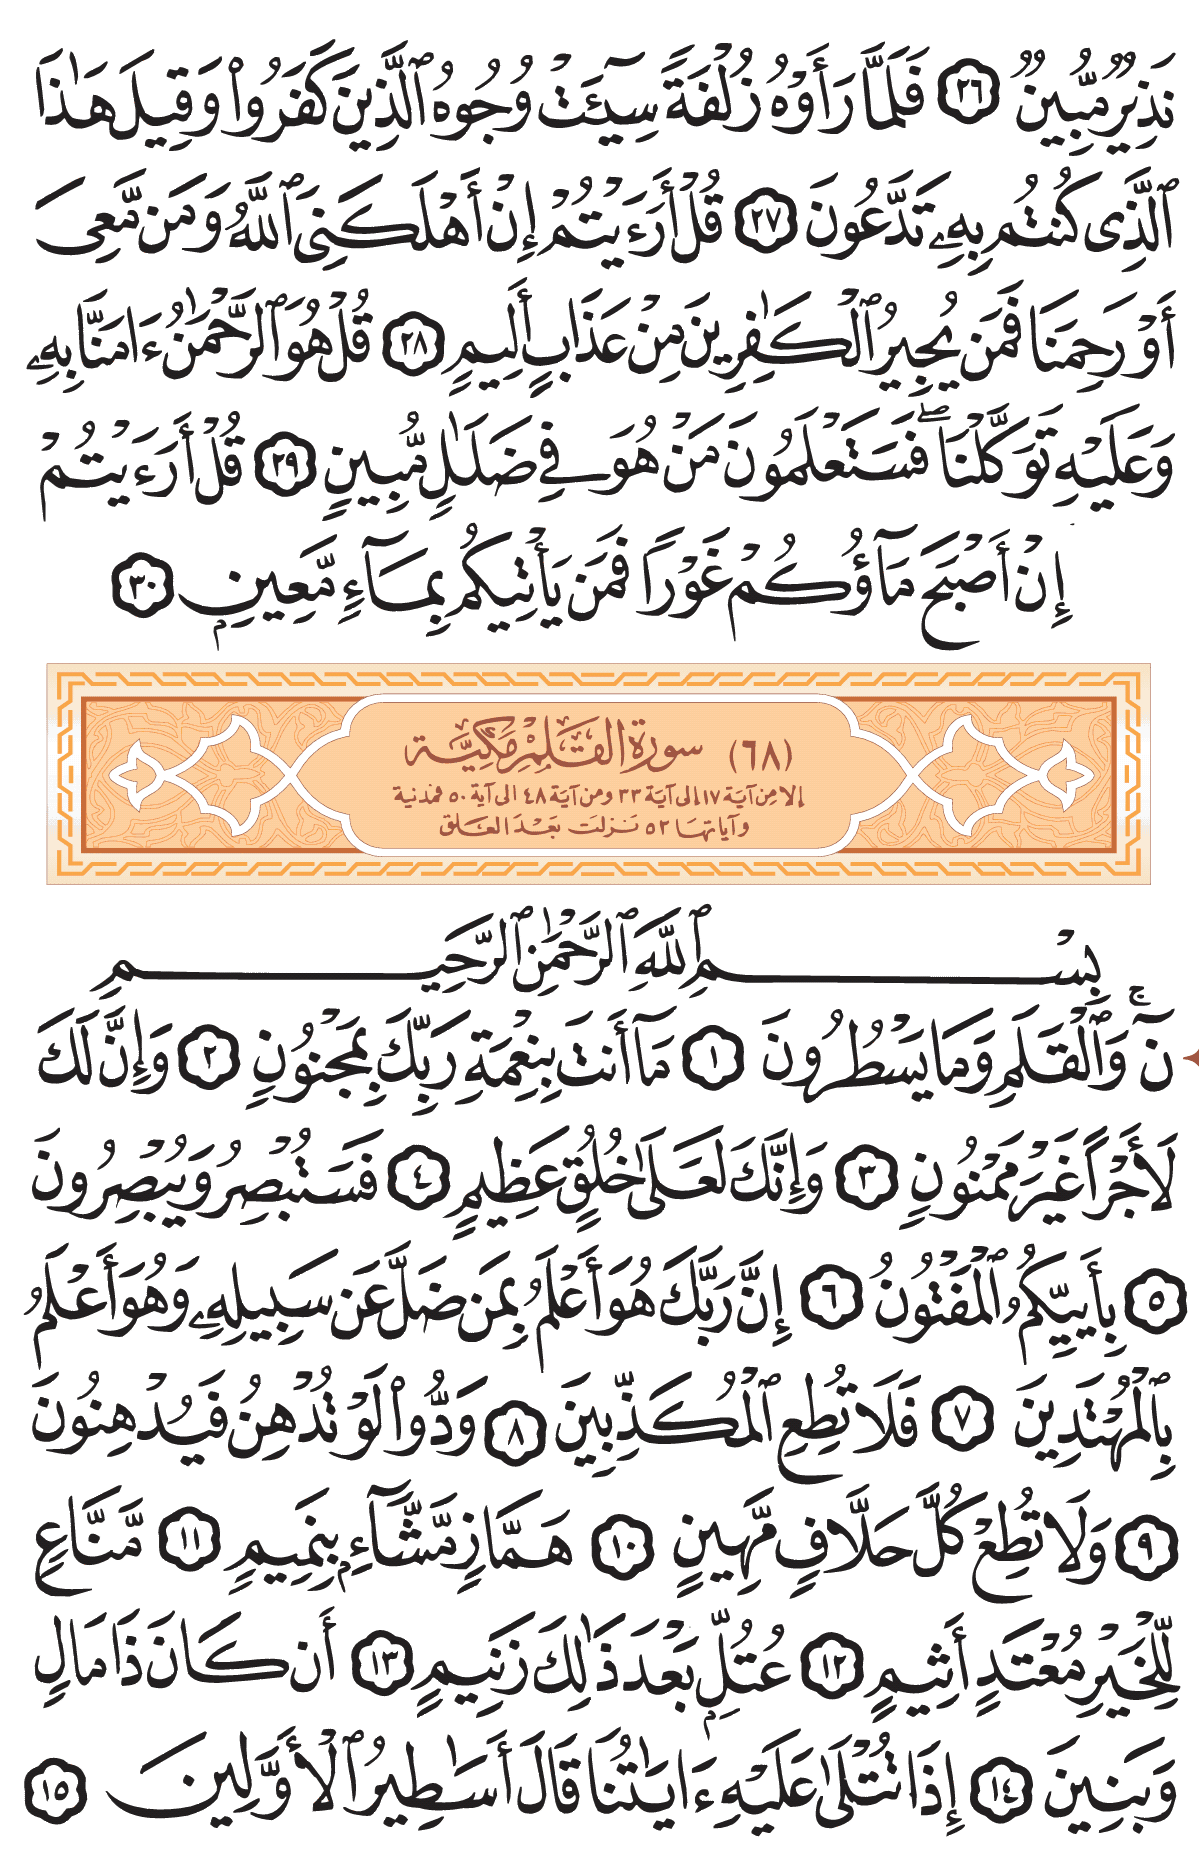 نَذِيرٌ مُّبِينٌ ٢٦ فَلَمَّا رَأَوْهُ زُلْفَةً سِيٓـَٔتْ وُجُوهُ ٱلَّذِينَ كَفَرُوا۟ وَقِيلَ هَـٰذَا
ٱلَّذِى كُنتُم بِهِۦ تَدَّعُونَ ٢٧ قُلْ أَرَءَيْتُمْ إِنْ أَهْلَكَنِىَ ٱللَّهُ وَمَن مَّعِىَ
أَوْ رَحِمَنَا فَمَن يُجِيرُ ٱلْكَـٰفِرِينَ مِنْ عَذَابٍ أَلِيمٍ ٢٨ قُلْ هُوَ ٱلرَّحْمَـٰنُ ءَامَنَّا بِهِۦ
وَعَلَيْهِ تَوَكَّلْنَا ۖ فَسَتَعْلَمُونَ مَنْ هُوَ فِى ضَلَـٰلٍ مُّبِينٍ ٢٩ قُلْ أَرَءَيْتُمْ
إِنْ أَصْبَحَ مَآؤُكُمْ غَوْرًا فَمَن يَأْتِيكُم بِمَآءٍ مَّعِينٍۭ ٣٠
(٦٨) سورة القلم مكية
إلا من آية ١٧ إلى آية ٣٣ ومن آية ٤٨ الى آية ٥٠ فمدنية
وآياتها ٥٢ نزلت بعد العلق
بِسْمِ ٱللَّهِ ٱلرَّحْمَـٰنِ ٱلرَّحِيمِ
نٓ ۚ وَٱلْقَلَمِ وَمَا يَسْطُرُونَ ١ مَآ أَنتَ بِنِعْمَةِ رَبِّكَ بِمَجْنُونٍ ٢ وَإِنَّ لَكَ
لَأَجْرًا غَيْرَ مَمْنُونٍ ٣ وَإِنَّكَ لَعَلَىٰ خُلُقٍ عَظِيمٍ ٤ فَسَتُبْصِرُ وَيُبْصِرُونَ
٥ بِأَييِّكُمُ ٱلْمَفْتُونُ ٦ إِنَّ رَبَّكَ هُوَ أَعْلَمُ بِمَن ضَلَّ عَن سَبِيلِهِۦ وَهُوَ أَعْلَمُ
بِٱلْمُهْتَدِينَ ٧ فَلَا تُطِعِ ٱلْمُكَذِّبِينَ ٨ وَدُّوا۟ لَوْ تُدْهِنُ فَيُدْهِنُونَ
٩ وَلَا تُطِعْ كُلَّ حَلَّافٍ مَّهِينٍ ١٠ هَمَّازٍ مَّشَّآءٍۭ بِنَمِيمٍ ١١ مَّنَّاعٍ
لِّلْخَيْرِ مُعْتَدٍ أَثِيمٍ ١٢ عُتُلٍّۭ بَعْدَ ذَٰلِكَ زَنِيمٍ ١٣ أَن كَانَ ذَا مَالٍ
وَبَنِينَ ١٤ إِذَا تُتْلَىٰ عَلَيْهِ ءَايَـٰتُنَا قَالَ أَسَـٰطِيرُ ٱلْأَوَّلِينَ ١٥